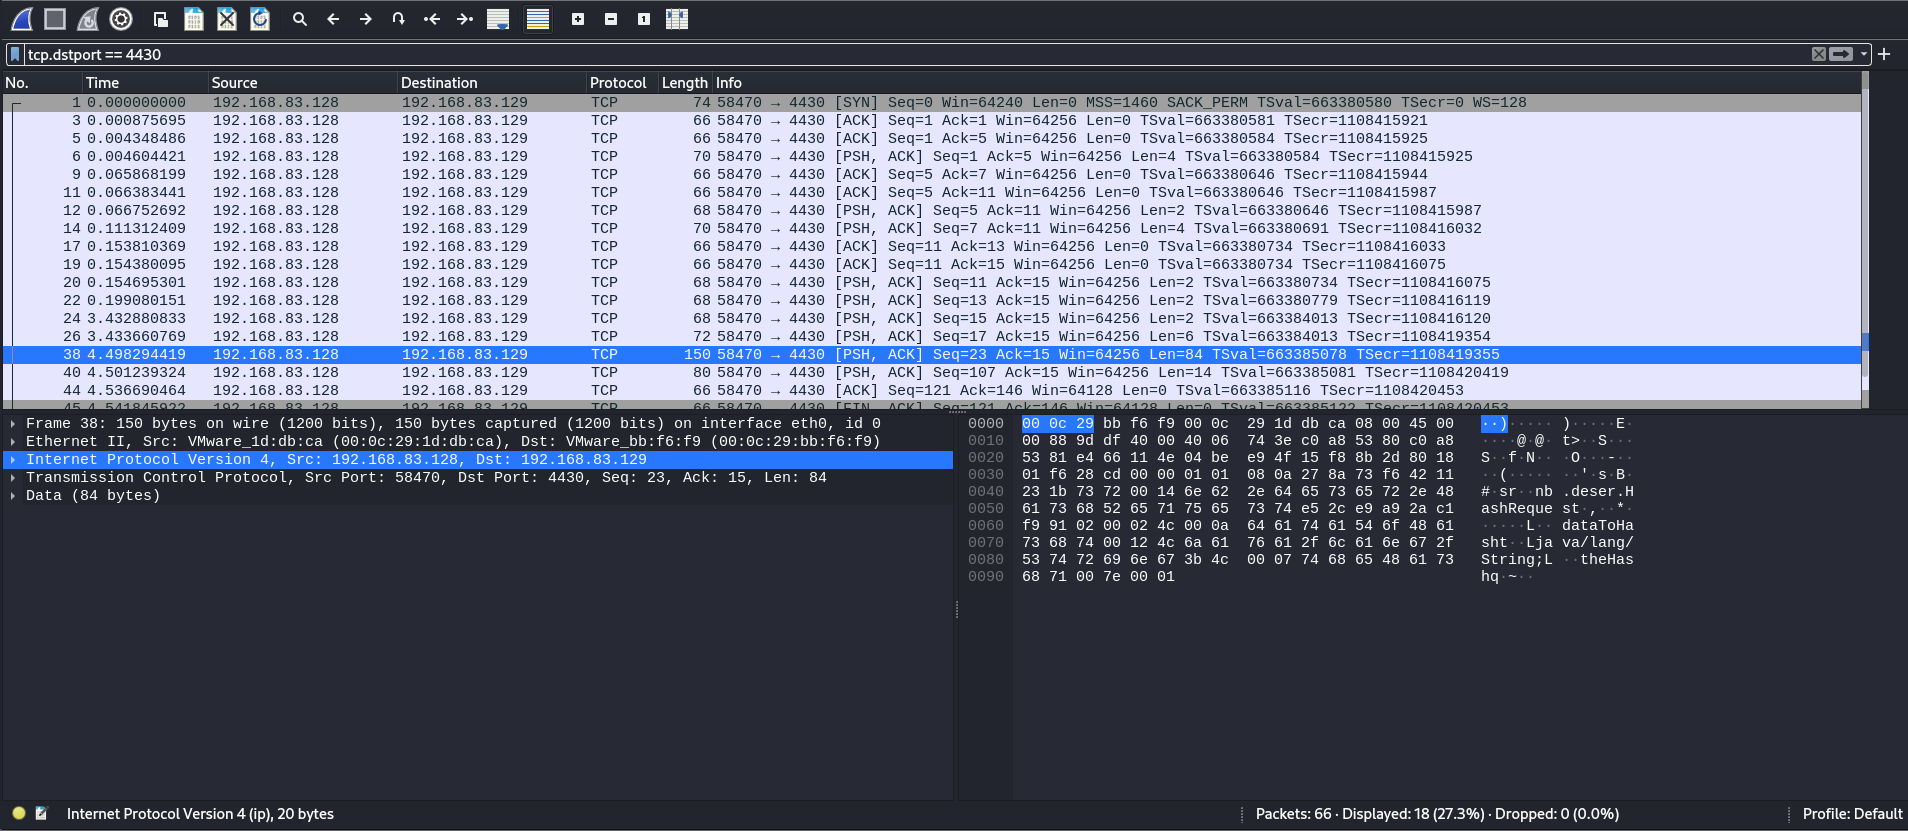 tcp.dstport == 4430
No. Time Source Destination Protocol Length Info
1 0.000000000 192.168.83.128 192.168.83.129 TCP 74 58470 → 4430 [SYN] Seq=0 Win=64240 Len=0 MSS=1460 SACK_PERM TSval=663380580 TSecr=0 WS=128
3 0.000875695 192.168.83.128 192.168.83.129 TCP 66 58470 → 4430 [ACK] Seq=1 Ack=1 Win=64256 Len=0 TSval=663380581 TSecr=1108415921
5 0.004348486 192.168.83.128 192.168.83.129 TCP 66 58470 → 4430 [ACK] Seq=1 Ack=5 Win=64256 Len=0 TSval=663380584 TSecr=1108415925
6 0.004604421 192.168.83.128 192.168.83.129 TCP 70 58470 → 4430 [PSH, ACK] Seq=1 Ack=5 Win=64256 Len=4 TSval=663380584 TSecr=1108415925
9 0.065868199 192.168.83.128 192.168.83.129 TCP 66 58470 → 4430 [ACK] Seq=5 Ack=7 Win=64256 Len=0 TSval=663380646 TSecr=1108415944
11 0.066383441 192.168.83.128 192.168.83.129 TCP 66 58470 → 4430 [ACK] Seq=5 Ack=11 Win=64256 Len=0 TSval=663380646 TSecr=1108415987
12 0.066752692 192.168.83.128 192.168.83.129 TCP 68 58470 → 4430 [PSH, ACK] Seq=5 Ack=11 Win=64256 Len=2 TSval=663380646 TSecr=1108415987
14 0.111312409 192.168.83.128 192.168.83.129 TCP 70 58470 → 4430 [PSH, ACK] Seq=7 Ack=11 Win=64256 Len=4 TSval=663380691 TSecr=1108416032
17 0.153810369 192.168.83.128 192.168.83.129 TCP 66 58470 → 4430 [ACK] Seq=11 Ack=13 Win=64256 Len=0 TSval=663380734 TSecr=1108416033
19 0.154380095 192.168.83.128 192.168.83.129 TCP 66 58470 → 4430 [ACK] Seq=11 Ack=15 Win=64256 Len=0 TSval=663380734 TSecr=1108416075
20 0.154695301 192.168.83.128 192.168.83.129 TCP 68 58470 → 4430 [PSH, ACK] Seq=11 Ack=15 Win=64256 Len=2 TSval=663380734 TSecr=1108416075
22 0.199080151 192.168.83.128 192.168.83.129 TCP 68 58470 → 4430 [PSH, ACK] Seq=13 Ack=15 Win=64256 Len=2 TSval=663380779 TSecr=1108416119
24 3.432880833 192.168.83.128 192.168.83.129 TCP 68 58470 → 4430 [PSH, ACK] Seq=15 Ack=15 Win=64256 Len=2 TSval=663384013 TSecr=1108416120
26 3.433660769 192.168.83.128 192.168.83.129 TCP 72 58470 → 4430 [PSH, ACK] Seq=17 Ack=15 Win=64256 Len=6 TSval=663384013 TSecr=1108419354
38 4.498294419 192.168.83.128 192.168.83.129 TCP 150 58470 → 4430 [PSH, ACK] Seq=23 Ack=15 Win=64256 Len=84 TSval=663385078 TSecr=1108419355
40 4.501239324 192.168.83.128 192.168.83.129 TCP 80 58470 → 4430 [PSH, ACK] Seq=107 Ack=15 Win=64256 Len=14 TSval=663385081 TSecr=1108420419
44 4.536690464 192.168.83.128 192.168.83.129 TCP 66 58470 → 4430 [ACK] Seq=121 Ack=146 Win=64128 Len=0 TSval=663385116 TSecr=1108420453
45 4.541845922 192.168.83.128 192.168.83.129 TCP 66 58470 → 4430 [FIN, ACK] Seq=121 Ack=146 Win=64128 Len=0 TSval=663385122 TSecr=1108420453
Frame 38: 150 bytes on wire (1200 bits), 150 bytes captured (1200 bits) on interface eth0, id 0
Ethernet II, Src: VMware_1d:db:ca (00:0c:29:1d:db:ca), Dst: VMware_bb:f6:f9 (00:0c:29:bb:f6:f9)
Internet Protocol Version 4, Src: 192.168.83.128, Dst: 192.168.83.129
Transmission Control Protocol, Src Port: 58470, Dst Port: 4430, Seq: 23, Ack: 15, Len: 84
Data (84 bytes)
0000 00 0c 29 bb f6 f9 00 0c 29 1d db ca 08 00 45 00 ··)····· )·····E·
0010 00 88 9d df 40 00 40 06 74 3e c0 a8 53 80 c0 a8 ····@·@· t>··S···
0020 53 81 e4 66 11 4e 04 be e9 4f 15 f8 8b 2d 80 18 S··f·N·· ·O···-··
0030 01 f6 28 cd 00 00 01 01 08 0a 27 8a 73 f6 42 11 ··(····· ··'·s·B·
0040 23 1b 73 72 00 14 6e 62 2e 64 65 73 65 72 2e 48 #·sr··nb .deser.H
0050 61 73 68 52 65 71 75 65 73 74 e5 2c e9 a9 2a c1 ashReque st·,··*·
0060 f9 91 02 00 02 4c 00 0a 64 61 74 61 54 6f 48 61 ·····L·· dataToHa
0070 73 68 74 00 12 4c 6a 61 76 61 2f 6c 61 6e 67 2f sht··Lja va/lang/
0080 53 74 72 69 6e 67 3b 4c 00 07 74 68 65 48 61 73 String;L ··theHas
0090 68 71 00 7e 00 01 hq·~··
Internet Protocol Version 4 (ip), 20 bytes
Packets: 66 · Displayed: 18 (27.3%) · Dropped: 0 (0.0%)
Profile: Default